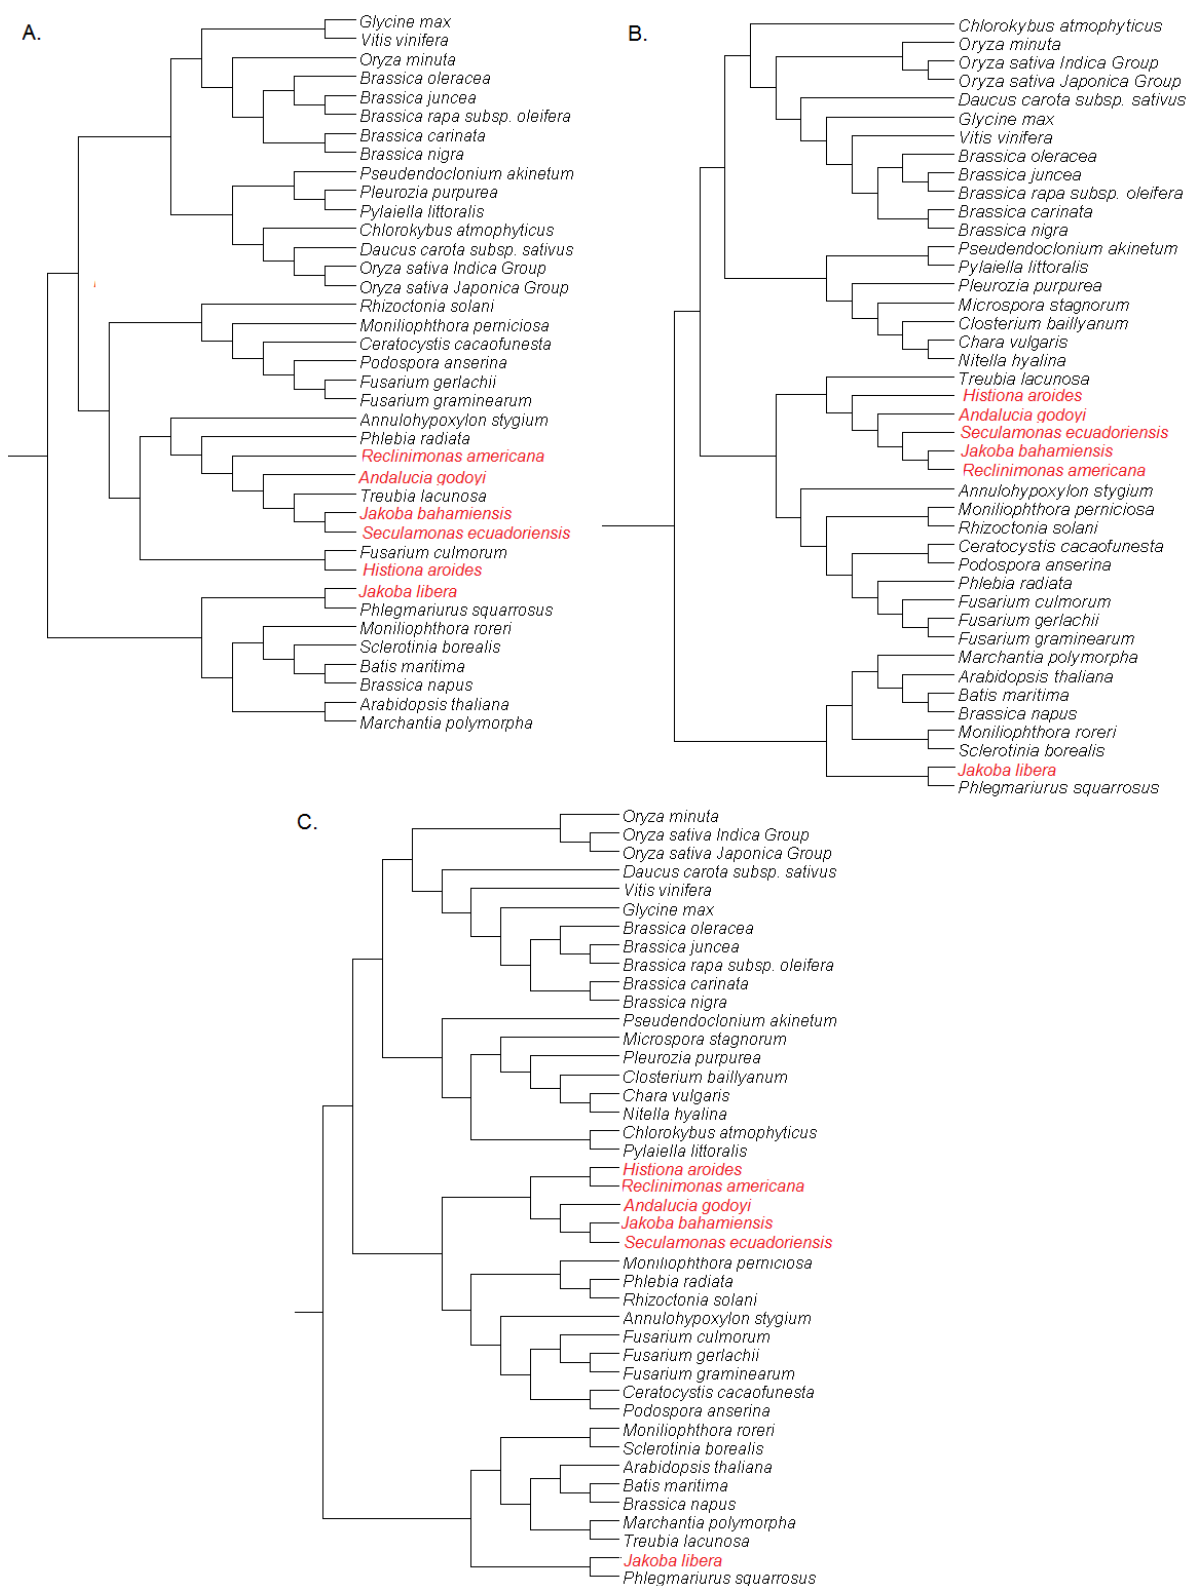 A.
Glycine max
Vitis vinifera
Oryza minuta
Brassica oleracea
Brassica juncea
Brassica rapa subsp. oleifera
Brassica carinata
Brassica nigra
Pseudendoclonium akinetum
Pleurozia purpurea
Pylaiella littoralis
Chlorokybus atmophyticus
Daucus carota subsp. sativus
Oryza sativa Indica Group
Oryza sativa Japonica Group
Rhizoctonia solani
Moniliophthora perniciosa
Ceratocystis cacaofunesta
Podospora anserina
Fusarium gerlachii
Fusarium graminearum
Annulohypoxylon stygium
Phlebia radiata
Reclinimonas americana
Andalucia godoyi
Treubia lacunosa
Jakoba bahamiensis
Seculamonas ecuadoriensis
Fusarium culmorum
Histiona aroides
Jakoba libera
Phlegmariurus squarrosus
Moniliophthora roreri
Sclerotinia borealis
Batis maritima
Brassica napus
Arabidopsis thaliana
Marchantia polymorpha
B.
Chlorokybus atmophyticus
Oryza minuta
Oryza sativa Indica Group
Oryza sativa Japonica Group
Daucus carota subsp. sativus
Glycine max
Vitis vinifera
Brassica oleracea
Brassica juncea
Brassica rapa subsp. oleifera
Brassica carinata
Brassica nigra
Pseudendoclonium akinetum
Pylaiella littoralis
Pleurozia purpurea
Microspora stagnorum
Closterium baillyanum
Chara vulgaris
Nitella hyalina
Treubia lacunosa
Histiona aroides
Andalucia godoyi
Seculamonas ecuadoriensis
Jakoba bahamiensis
Reclinimonas americana
Annulohypoxylon stygium
Moniliophthora perniciosa
Rhizoctonia solani
Ceratocystis cacaofunesta
Podospora anserina
Phlebia radiata
Fusarium culmorum
Fusarium gerlachii
Fusarium graminearum
Marchantia polymorpha
Arabidopsis thaliana
Batis maritima
Brassica napus
Moniliophthora roreri
Sclerotinia borealis
Jakoba libera
Phlegmariurus squarrosus
C.
Oryza minuta
Oryza sativa Indica Group
Oryza sativa Japonica Group
Daucus carota subsp. sativus
Vitis vinifera
Glycine max
Brassica oleracea
Brassica juncea
Brassica rapa subsp. oleifera
Brassica carinata
Brassica nigra
Pseudendoclonium akinetum
Microspora stagnorum
Pleurozia purpurea
Closterium baillyanum
Chara vulgaris
Nitella hyalina
Chlorokybus atmophyticus
Pylaiella littoralis
Histiona aroides
Reclinimonas americana
Andalucia godoyi
Jakoba bahamiensis
Seculamonas ecuadoriensis
Moniliophthora perniciosa
Phlebia radiata
Rhizoctonia solani
Annulohypoxylon stygium
Fusarium culmorum
Fusarium gerlachii
Fusarium graminearum
Ceratocystis cacaofunesta
Podospora anserina
Moniliophthora roreri
Sclerotinia borealis
Arabidopsis thaliana
Batis maritima
Brassica napus
Marchantia polymorpha
Treubia lacunosa
Jakoba libera
Phlegmariurus squarrosus